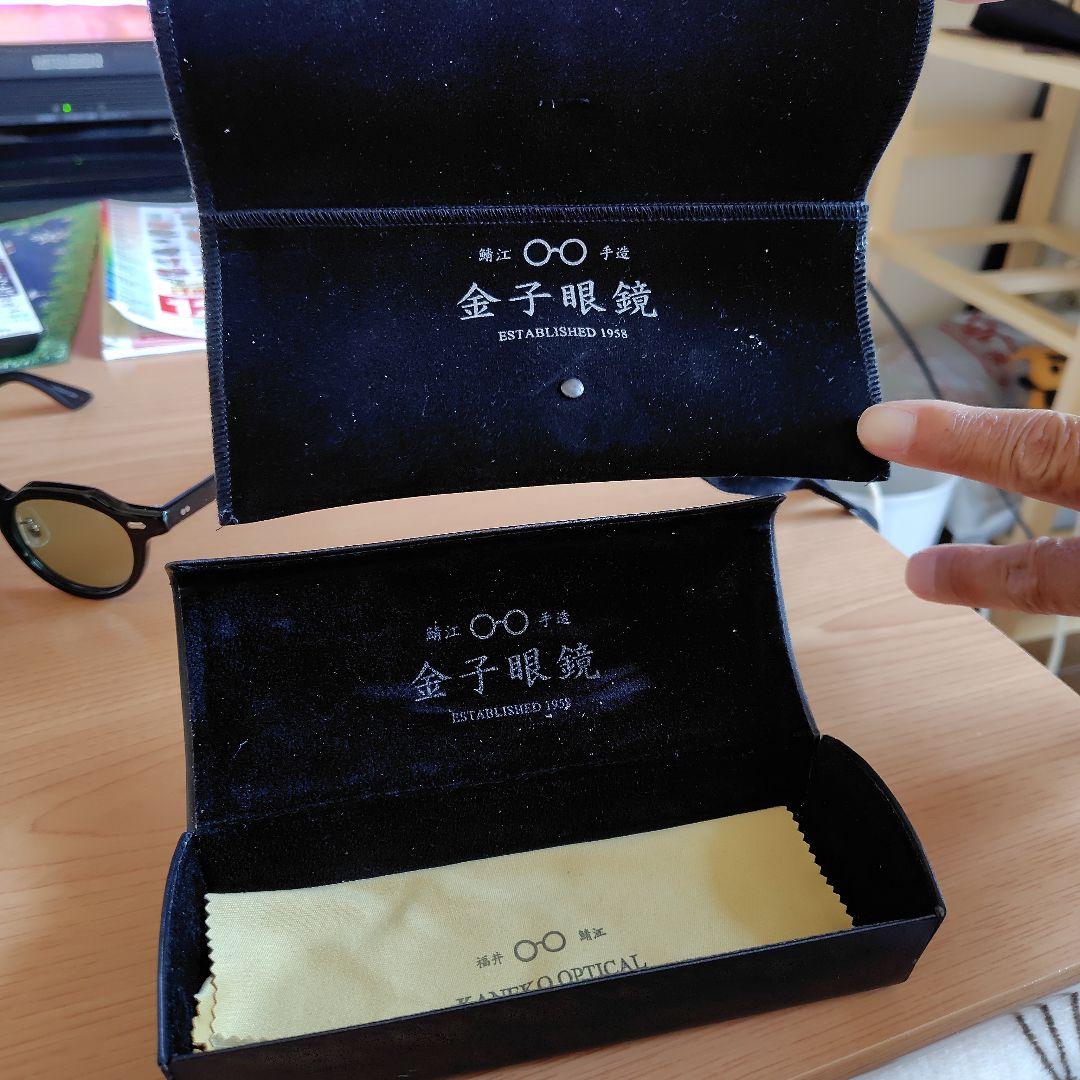 鯖江 手造
金子眼鏡
ESTABLISHED 1958
鯖江 手造
金子眼鏡
ESTABLISHED 1958
福井 鯖江
KANEKO OPTICAL